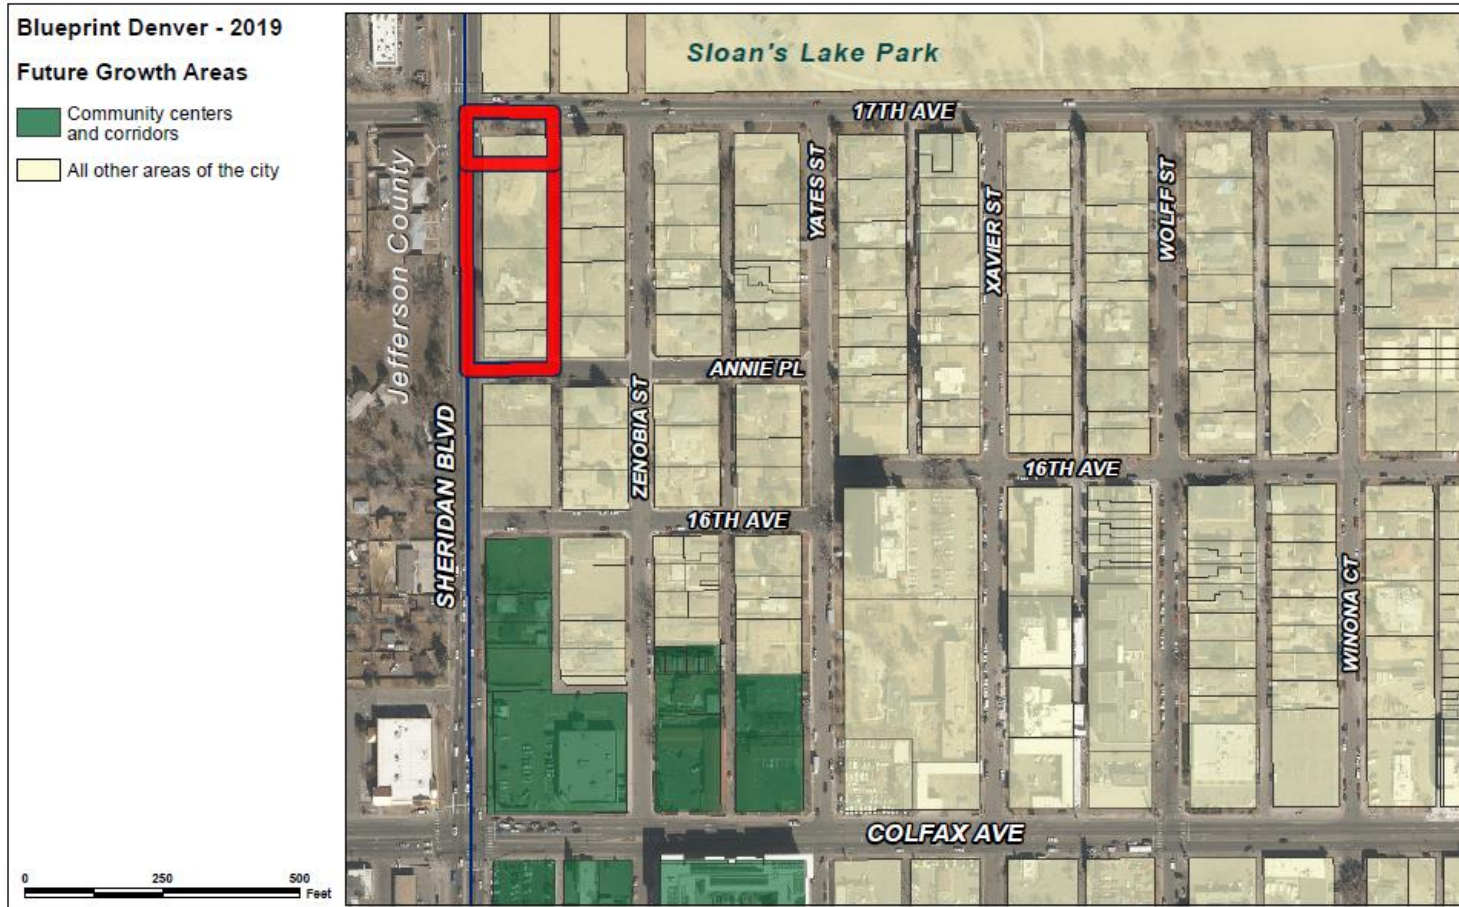 Blueprint Denver - 2019
Future Growth Areas
Community centers
and corridors
All other areas of the city
Sloan's Lake Park
17TH AVE
Jefferson County
YATES ST
XAVIER ST
WOLFF ST
ANNIE PL
SHERIDAN BLVD
ZENOBIA ST
16TH AVE
16TH AVE
WINONA CT
COLFAX AVE
0 250 500
Feet